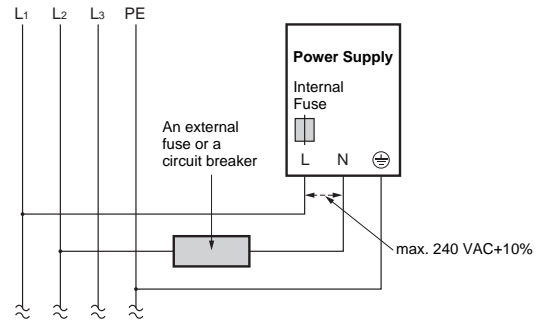 L1 L2 L3 PE
Power Supply
Internal
Fuse
An external
fuse or a
circuit breaker
L N
max. 240 VAC+10%